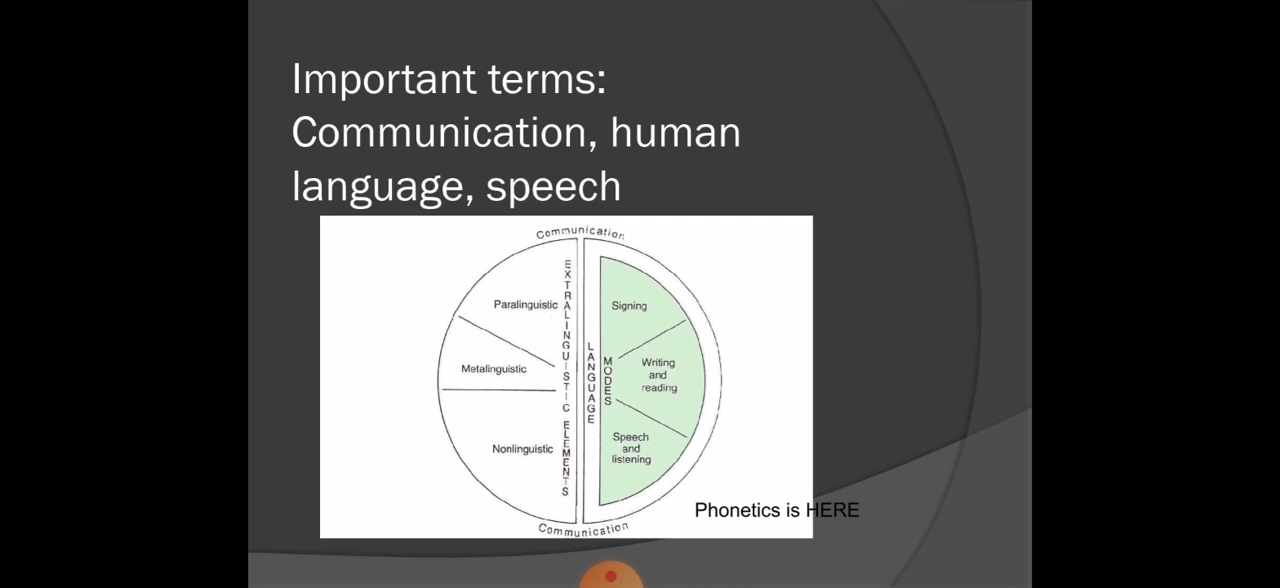 Important terms:
Communication, human
language, speech
Communication
EXTRALINGUISTIC ELEMENTS
Paralinguistic
Metalinguistic
Nonlinguistic
LANGUAGE
MODES
Signing
Writing
and
reading
Speech
and
listening
Communication
Phonetics is HERE